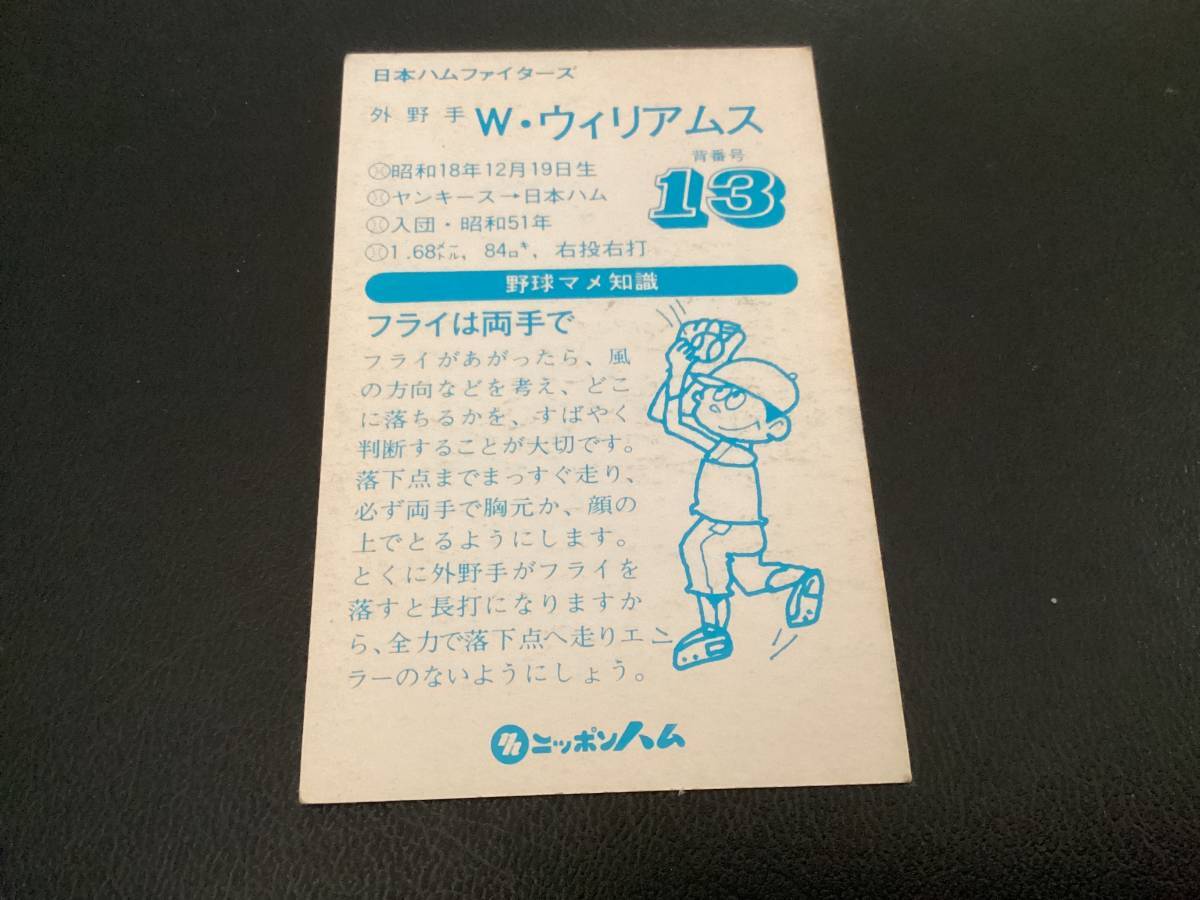 日本ハムファイターズ
外野手 W・ウィリアムス
背番号
13
昭和18年12月19日生
ヤンキース→日本ハム
入団・昭和51年
1.68メートル, 84キロ, 右投右打
野球マメ知識
フライは両手で
フライがあがったら、風
の方向などを考え、どこ
に落ちるかを、すばやく
判断することが大切です。
落下点までまっすぐ走り、
必ず両手で胸元か、顔の
上でとるようにします。
とくに外野手がフライを
落すと長打になりますか
ら、全力で落下点へ走りエ
ラーのないようにしょう。
ニッポンハム